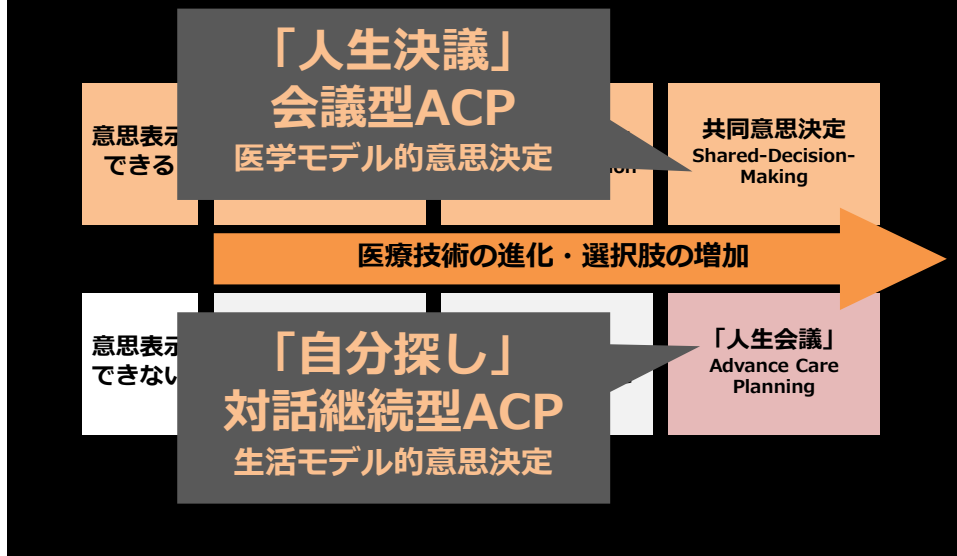 「人生決議」
会議型ACP
医学モデル的意思決定
意思表示
できる
共同意思決定
Shared-Decision-
Making
医療技術の進化・選択肢の増加
意思表示
できない
「自分探し」
対話継続型ACP
生活モデル的意思決定
「人生会議」
Advance Care
Planning